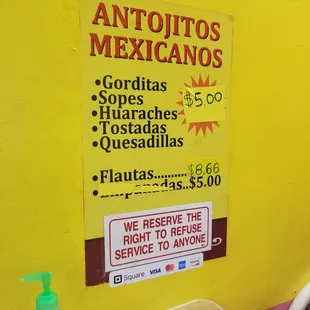 ANTOJITOS
MEXICANOS
•Gorditas
•Sopes
•Huaraches
•Tostadas
•Quesadillas
$5.00
•Flautas..........$8.66
•Empanadas..$5.00
WE RESERVE THE
RIGHT TO REFUSE
SERVICE TO ANYONE
Square VISA